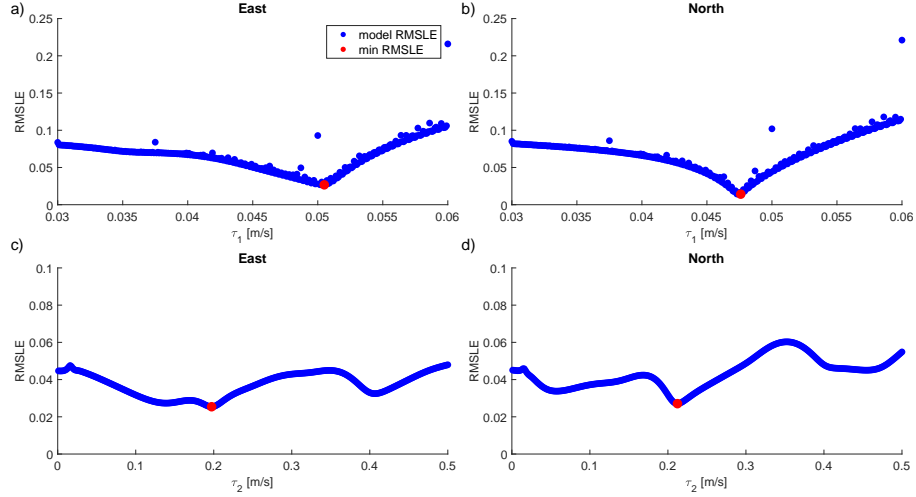 a)
East
0.25
0.2
0.15
0.1
0.05
0
RMSLE
model RMSLE
min RMSLE
0.03 0.035 0.04 0.045 0.05 0.055 0.06
τ1 [m/s]
b)
North
0.25
0.2
0.15
0.1
0.05
0
RMSLE
0.03 0.035 0.04 0.045 0.05 0.055 0.06
τ1 [m/s]
c)
East
0.1
0.08
0.06
0.04
0.02
0
RMSLE
0 0.1 0.2 0.3 0.4 0.5
τ2 [m/s]
d)
North
0.1
0.08
0.06
0.04
0.02
0
RMSLE
0 0.1 0.2 0.3 0.4 0.5
τ2 [m/s]